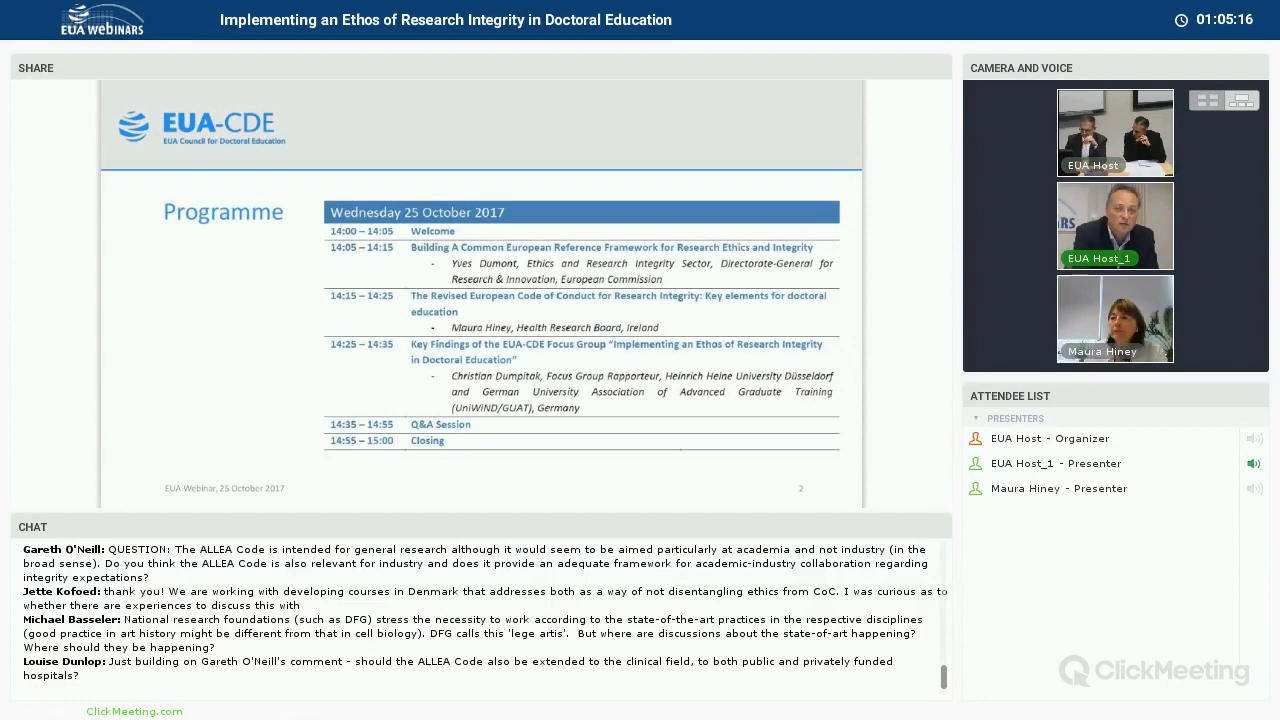 EUA WEBINARS
Implementing an Ethos of Research Integrity in Doctoral Education
01:05:16
SHARE
EUA-CDE
EUA Council for Doctoral Education
Programme
Wednesday 25 October 2017
14:00 – 14:05 Welcome
14:05 – 14:15 Building A Common European Reference Framework for Research Ethics and Integrity
- Yves Dumont, Ethics and Research Integrity Sector, Directorate-General for
Research & Innovation, European Commission
14:15 – 14:25 The Revised European Code of Conduct for Research Integrity: Key elements for doctoral
education
- Maura Hiney, Health Research Board, Ireland
14:25 – 14:35 Key Findings of the EUA-CDE Focus Group “Implementing an Ethos of Research Integrity
in Doctoral Education”
- Christian Dumpitak, Focus Group Rapporteur, Heinrich Heine University Düsseldorf
and German University Association of Advanced Graduate Training
(UniWiND/GUAT), Germany
14:35 – 14:55 Q&A Session
14:55 – 15:00 Closing
EUA Webinar, 25 October 2017
2
CHAT
Gareth O'Neill: QUESTION: The ALLEA Code is intended for general research although it would seem to be aimed particularly at academia and not industry (in the
broad sense). Do you think the ALLEA Code is also relevant for industry and does it provide an adequate framework for academic-industry collaboration regarding
integrity expectations?
Jette Kofoed: thank you! We are working with developing courses in Denmark that addresses both as a way of not disentangling ethics from CoC. I was curious as to
whether there are experiences to discuss this with
Michael Basseler: National research foundations (such as DFG) stress the necessity to work according to the state-of-the-art practices in the respective disciplines
(good practice in art history might be different from that in cell biology). DFG calls this 'lege artis'. But where are discussions about the state-of-art happening?
Where should they be happening?
Louise Dunlop: Just building on Gareth O'Neill's comment - should the ALLEA Code also be extended to the clinical field, to both public and privately funded
hospitals?
ClickMeeting.com
CAMERA AND VOICE
EUA Host
EUA Host_1
Maura Hiney
ATTENDEE LIST
PRESENTERS
EUA Host - Organizer
EUA Host_1 - Presenter
Maura Hiney - Presenter
ClickMeeting